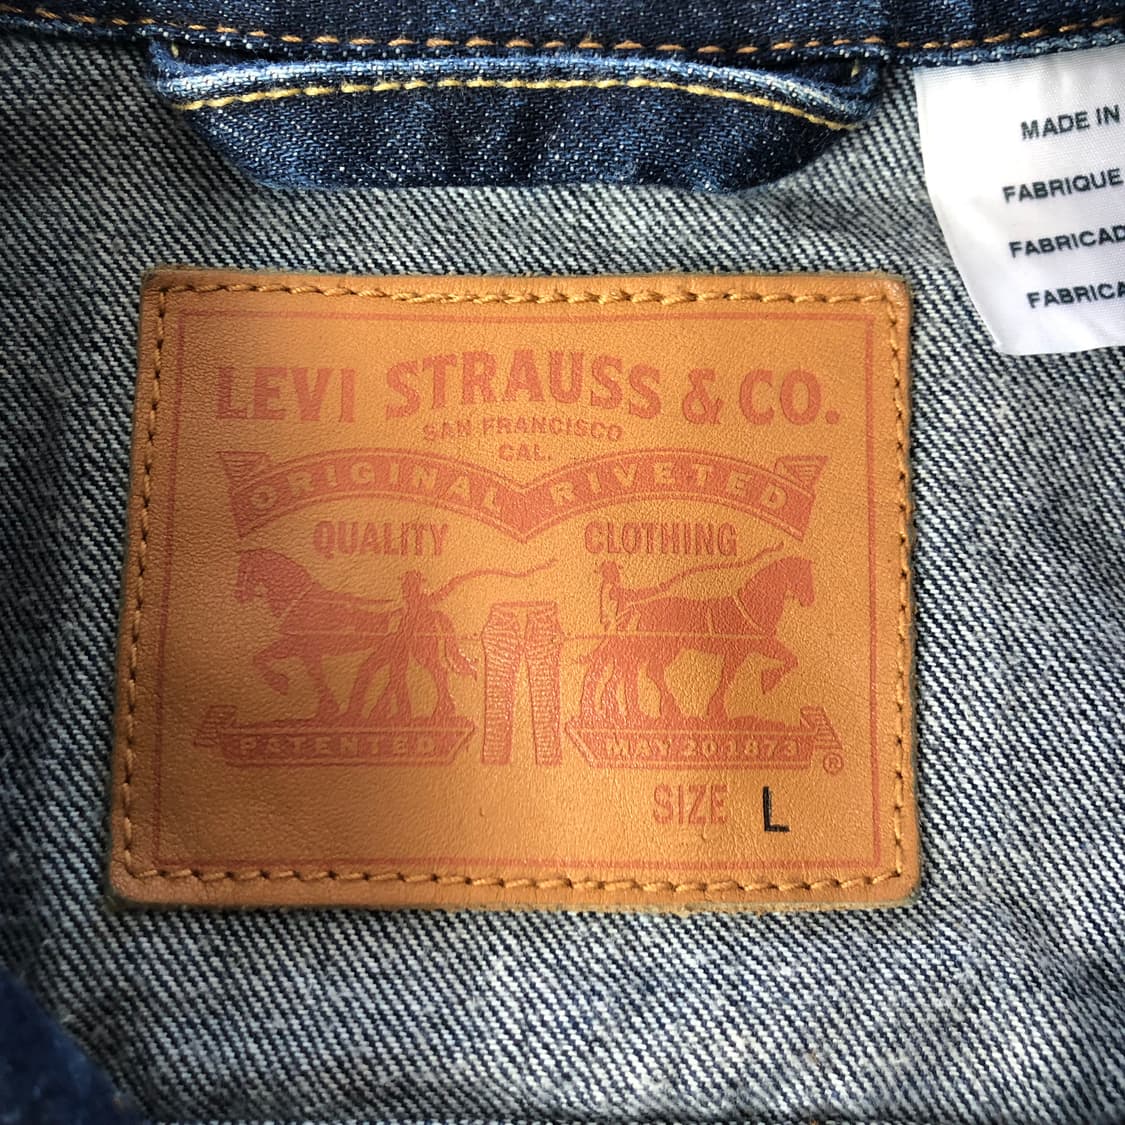 LEVI STRAUSS & CO.
SAN FRANCISCO
CAL.
ORIGINAL RIVETED
QUALITY CLOTHING
PATENTED MAY 20 1873 ®
SIZE L
MADE IN
FABRIQUE
FABRICAD
FABRICA